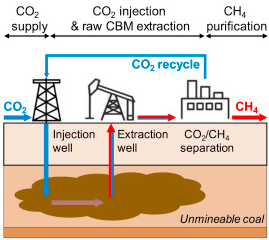 CO₂ supply
CO₂ injection & raw CBM extraction
CH₄ purification
CO₂ recycle
CO₂
CH₄
Injection well
Extraction well
CO₂/CH₄ separation
Unmineable coal